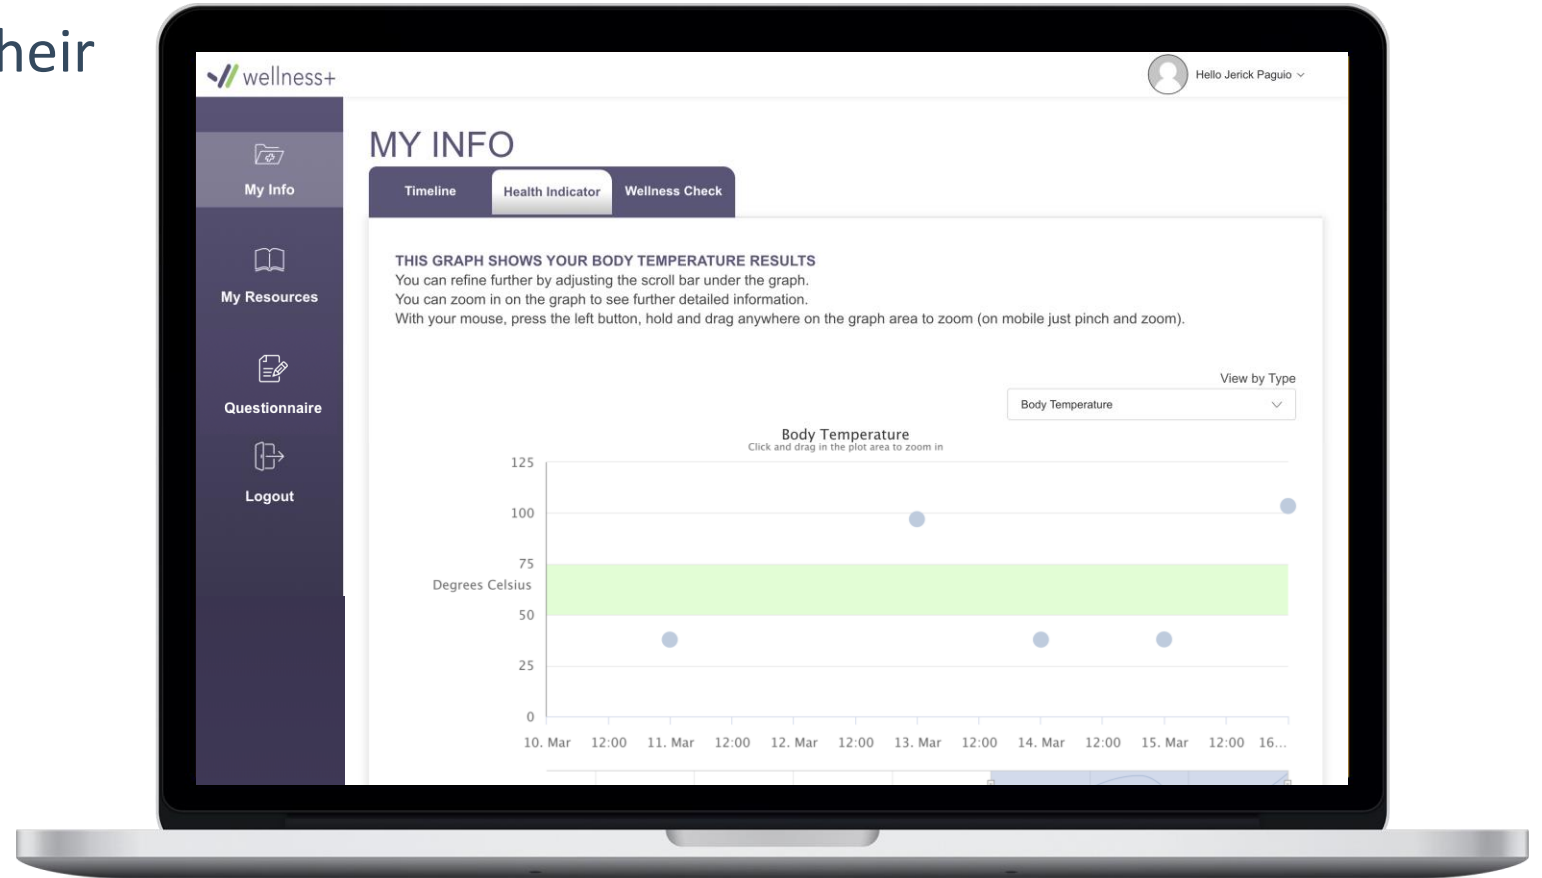 heir
wellness+
Hello Jerick Paguio
My Info
My Resources
Questionnaire
Logout
MY INFO
Timeline
Health Indicator
Wellness Check
THIS GRAPH SHOWS YOUR BODY TEMPERATURE RESULTS
You can refine further by adjusting the scroll bar under the graph.
You can zoom in on the graph to see further detailed information.
With your mouse, press the left button, hold and drag anywhere on the graph area to zoom (on mobile just pinch and zoom).
View by Type
Body Temperature
Body Temperature
Click and drag in the plot area to zoom in
Degrees Celsius
125
100
75
50
25
0
10. Mar 12:00 11. Mar 12:00 12. Mar 12:00 13. Mar 12:00 14. Mar 12:00 15. Mar 12:00 16...